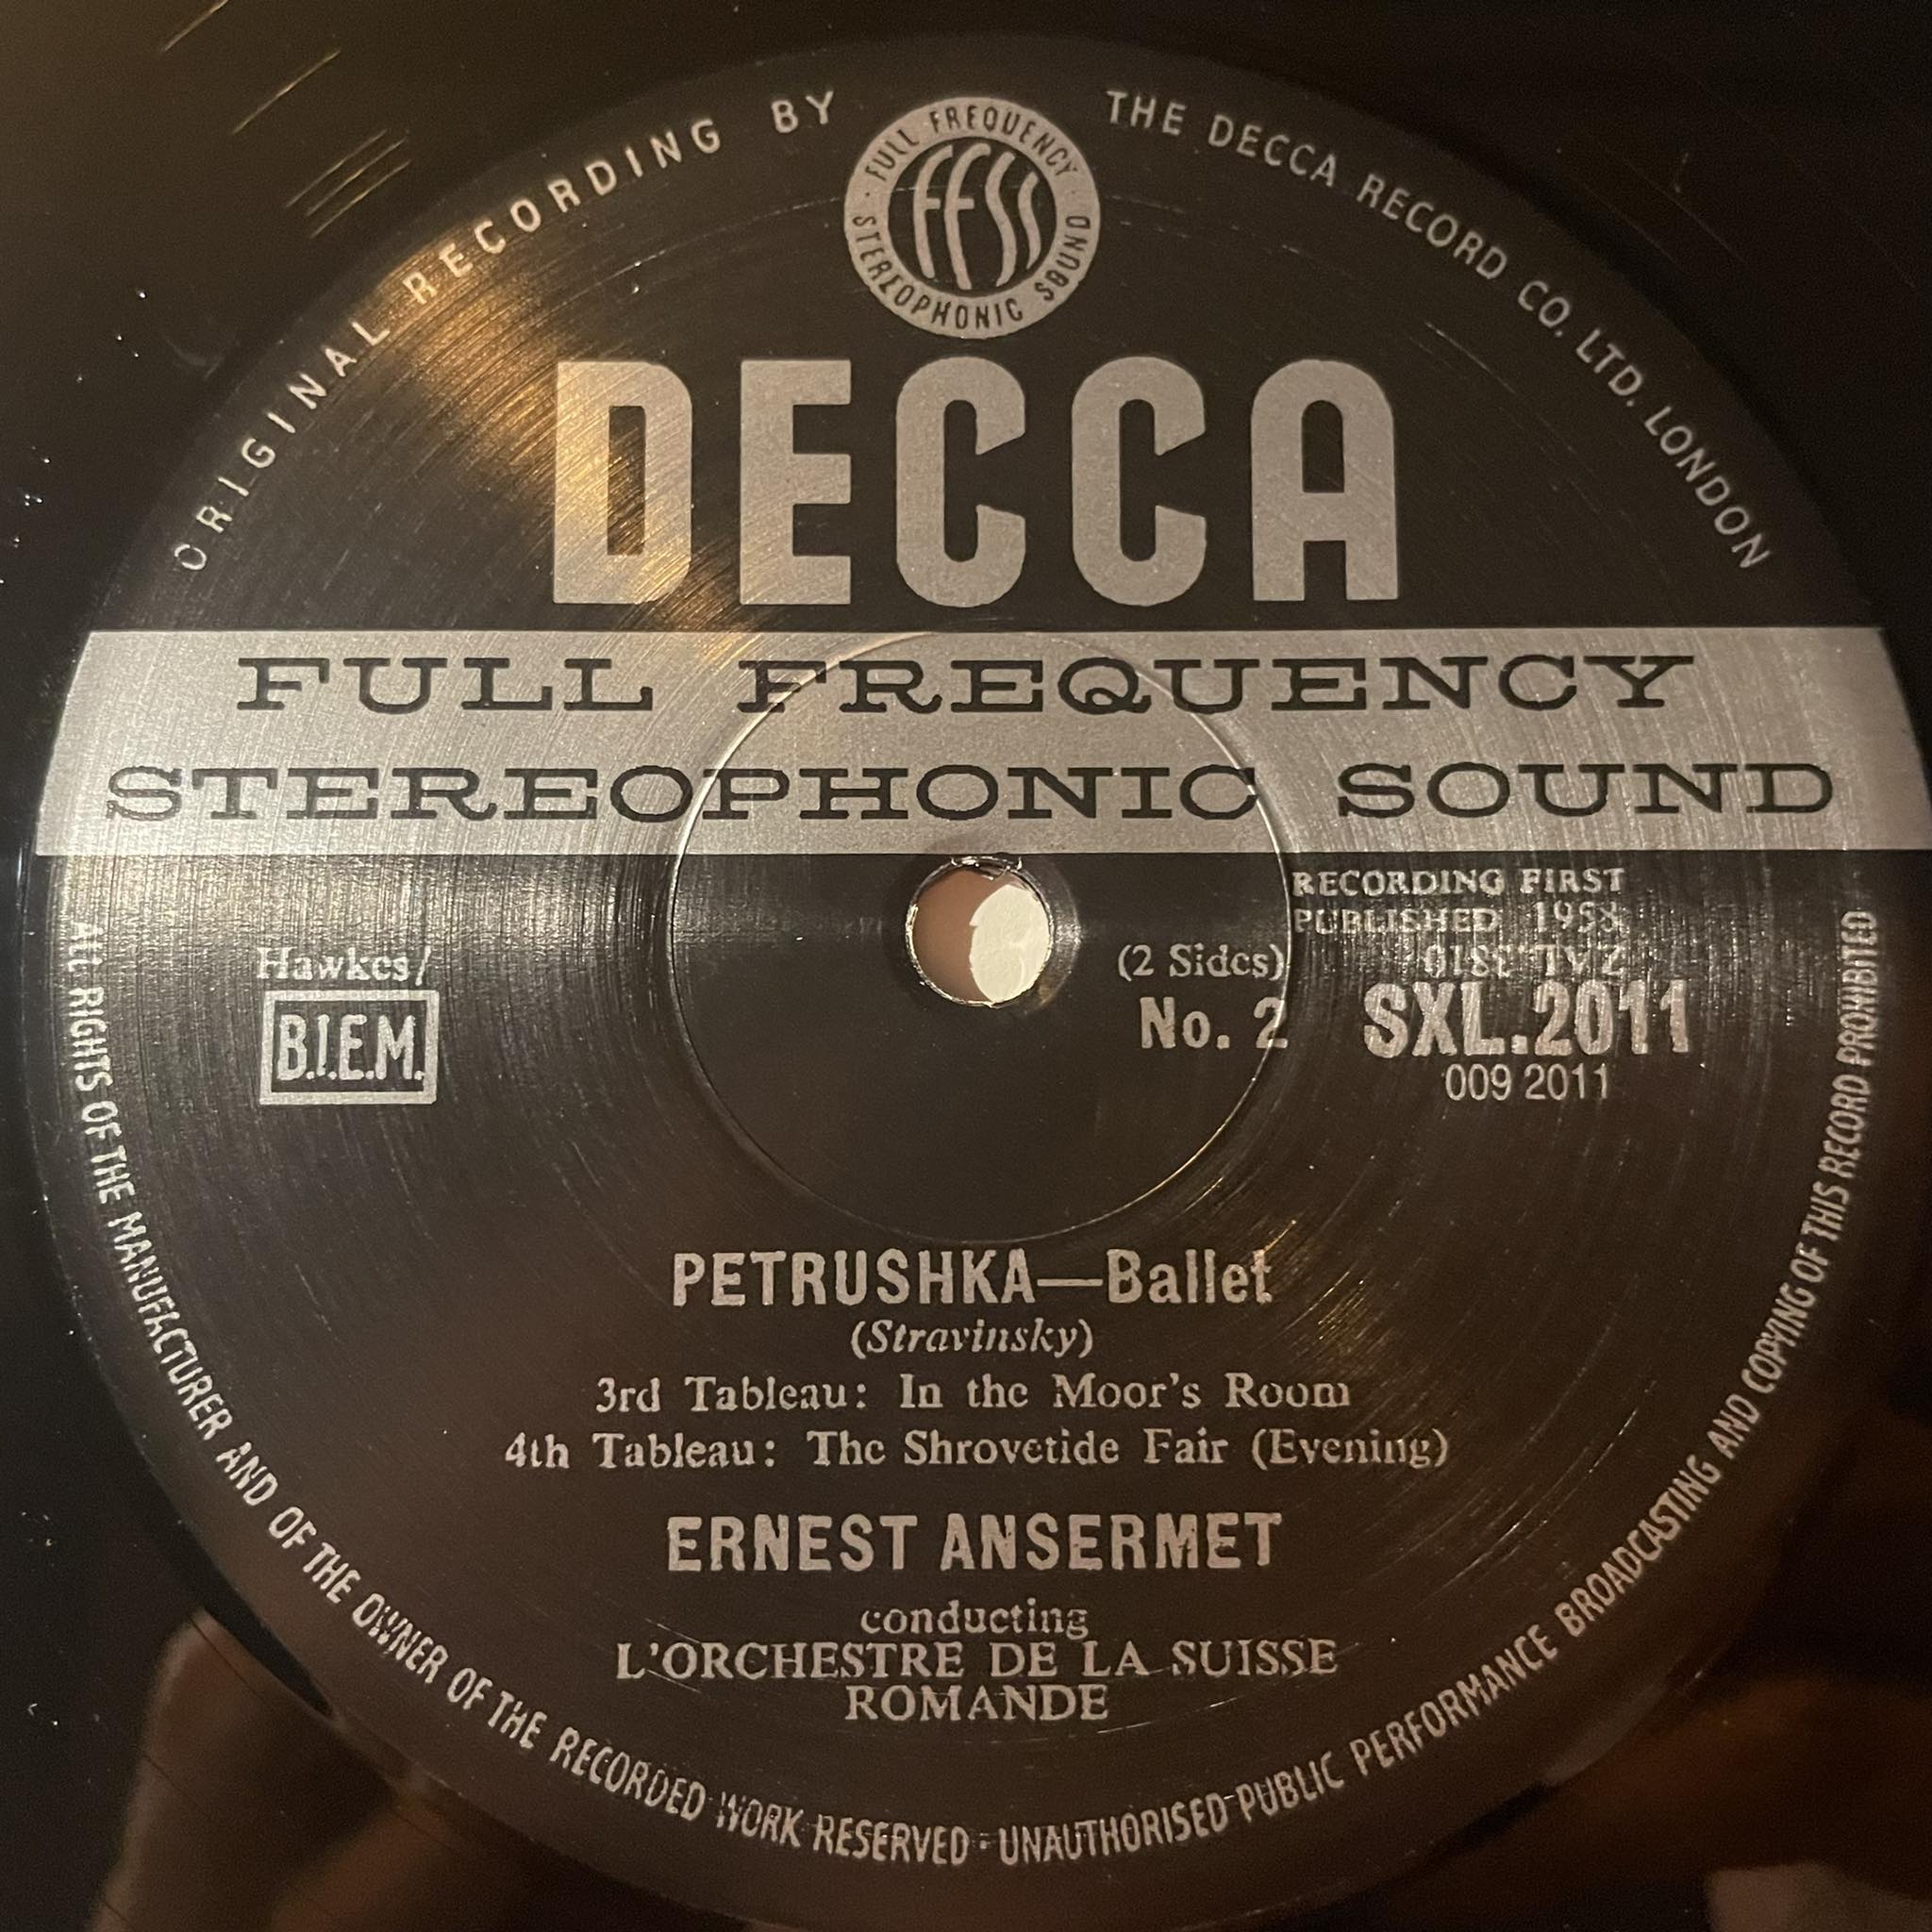 ORIGINAL RECORDING BY
THE DECCA RECORD CO. LTD. LONDON
FULL FREQUENCY
FFSS
STEREOPHONIC SOUND
DECCA
FULL FREQUENCY
STEREOPHONIC SOUND
RECORDING FIRST
PUBLISHED 1958
Hawkes/
B.I.E.M.
(2 Sides)
No. 2
SXL.2011
009 2011
PETRUSHKA—Ballet
(Stravinsky)
3rd Tableau: In the Moor's Room
4th Tableau: The Shrovetide Fair (Evening)
ERNEST ANSERMET
conducting
L'ORCHESTRE DE LA SUISSE
ROMANDE
ALL RIGHTS OF THE MANUFACTURER AND OF THE OWNER OF THE RECORDED WORK RESERVED · UNAUTHORISED PUBLIC PERFORMANCE BROADCASTING AND COPYING OF THIS RECORD PROHIBITED